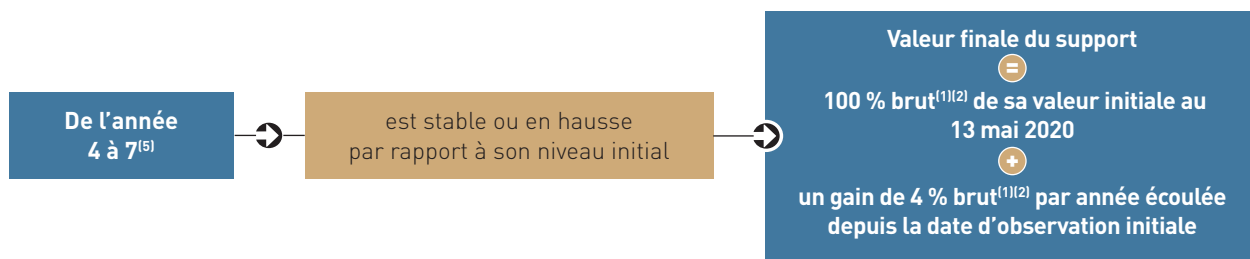 De l'année
4 à 7(5)
est stable ou en hausse
par rapport à son niveau initial
Valeur finale du support
=
100 % brut(1)(2) de sa valeur initiale au
13 mai 2020
+
un gain de 4 % brut(1)(2) par année écoulée
depuis la date d'observation initiale